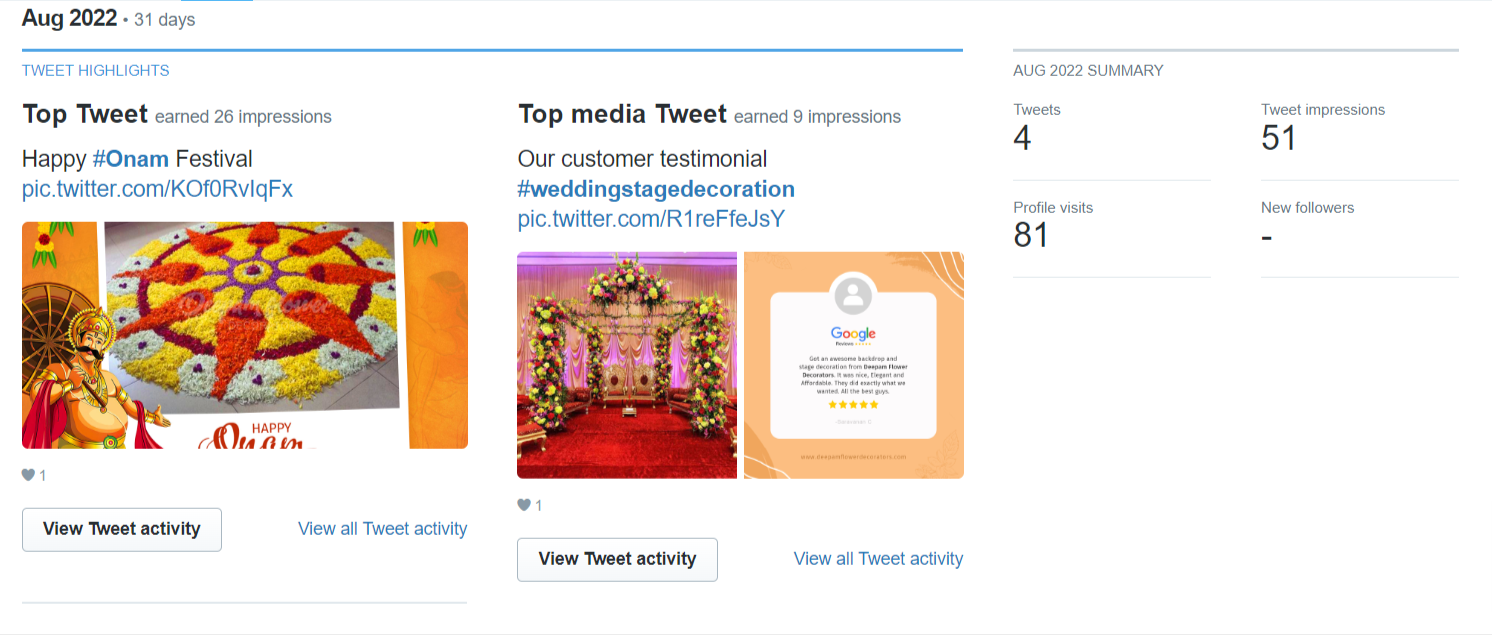 Aug 2022 • 31 days
TWEET HIGHLIGHTS
Top Tweet earned 26 impressions
Happy #Onam Festival
pic.twitter.com/KOf0RvIqFx
HAPPY
Onam
♥ 1
View Tweet activity
View all Tweet activity
Top media Tweet earned 9 impressions
Our customer testimonial
#weddingstagedecoration
pic.twitter.com/R1reFfeJsY
Google
Reviews
Got an awesome backdrop and
stage decoration from Deepam Flower
Decorators. It was nice, Elegant and
Affordable. They did exactly what we
wanted. All the best guys.
www.deepamflowerdecorators.com
♥ 1
View Tweet activity
View all Tweet activity
AUG 2022 SUMMARY
Tweets
4
Tweet impressions
51
Profile visits
81
New followers
-